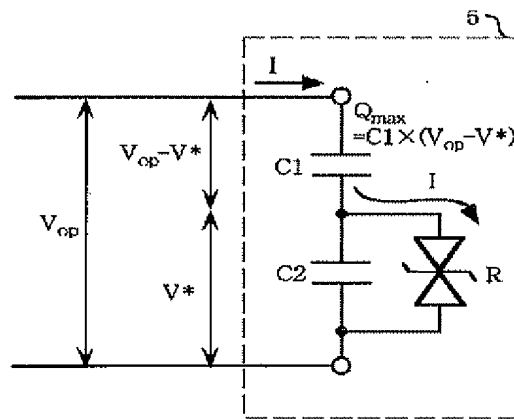 5
I
Qmax
=C1×(Vop−V*)
Vop−V*
C1
I
Vop
C2
R
V*